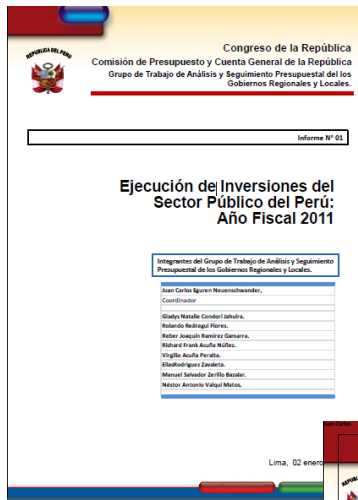 REPUBLICA DEL PERU
Congreso de la República
Comisión de Presupuesto y Cuenta General de la República
Grupo de Trabajo de Análisis y Seguimiento Presupuestal del los
Gobiernos Regionales y Locales.
Informe Nº 01
Ejecución de Inversiones del
Sector Público del Perú:
Año Fiscal 2011
Integrantes del Grupo de Trabajo de Análisis y Seguimiento
Presupuestal de los Gobiernos Regionales y Locales.
Juan Carlos Eguren Neuenschwander,
Coordinador
Gladys Natalie Condori Jahuira.
Rolando Reátegui Flores.
Reber Joaquín Ramírez Gamarra.
Richard Frank Acuña Núñez.
Virgilio Acuña Peralta.
EliasRodríguez Zavaleta.
Manuel Salvador Zerillo Bazalar.
Néstor Antonio Valqui Matos.
Lima, 02 enero
Juan Carlos